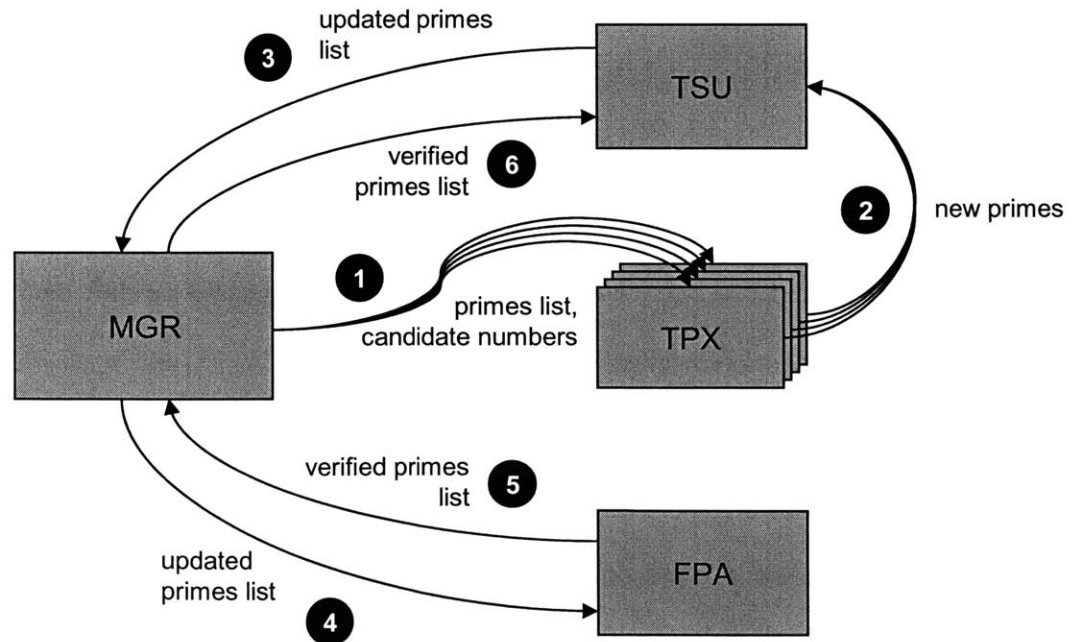 updated primes
list
3
TSU
verified
primes list
6
2
new primes
1
MGR
primes list,
candidate numbers
TPX
verified primes
list
5
updated
primes list
4
FPA